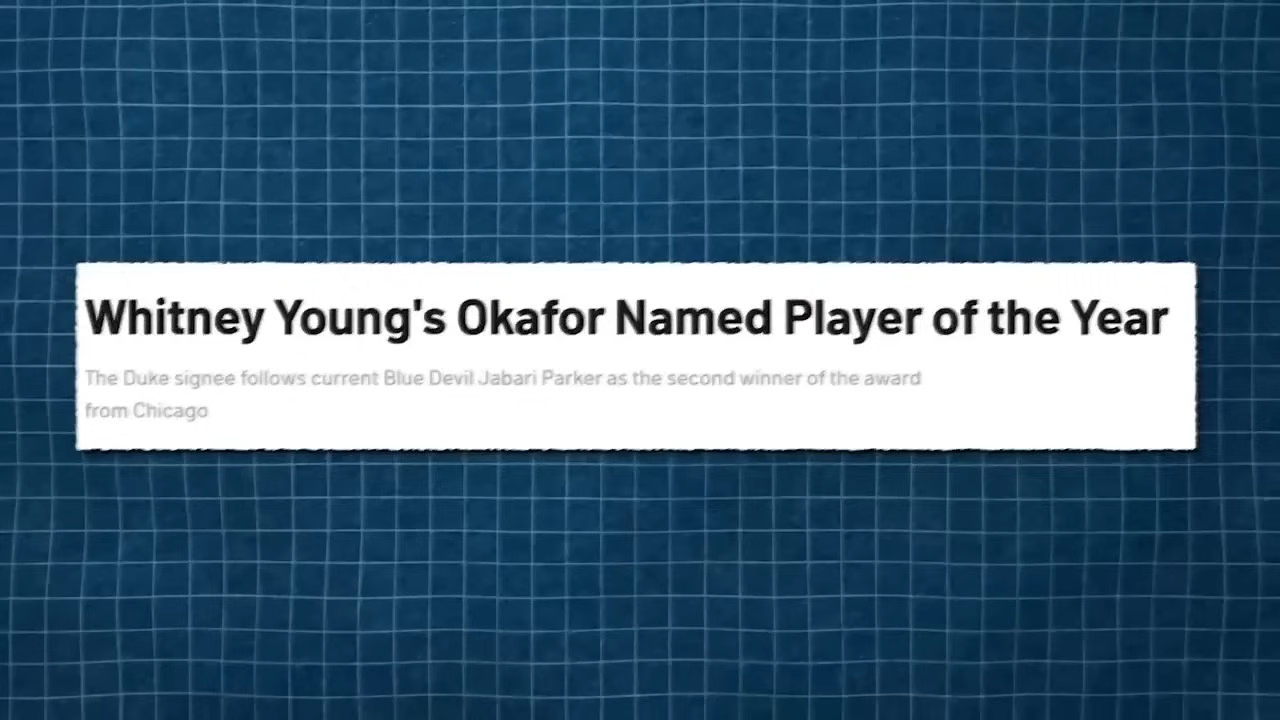 Whitney Young's Okafor Named Player of the Year
The Duke signee follows current Blue Devil Jabari Parker as the second winner of the award
from Chicago